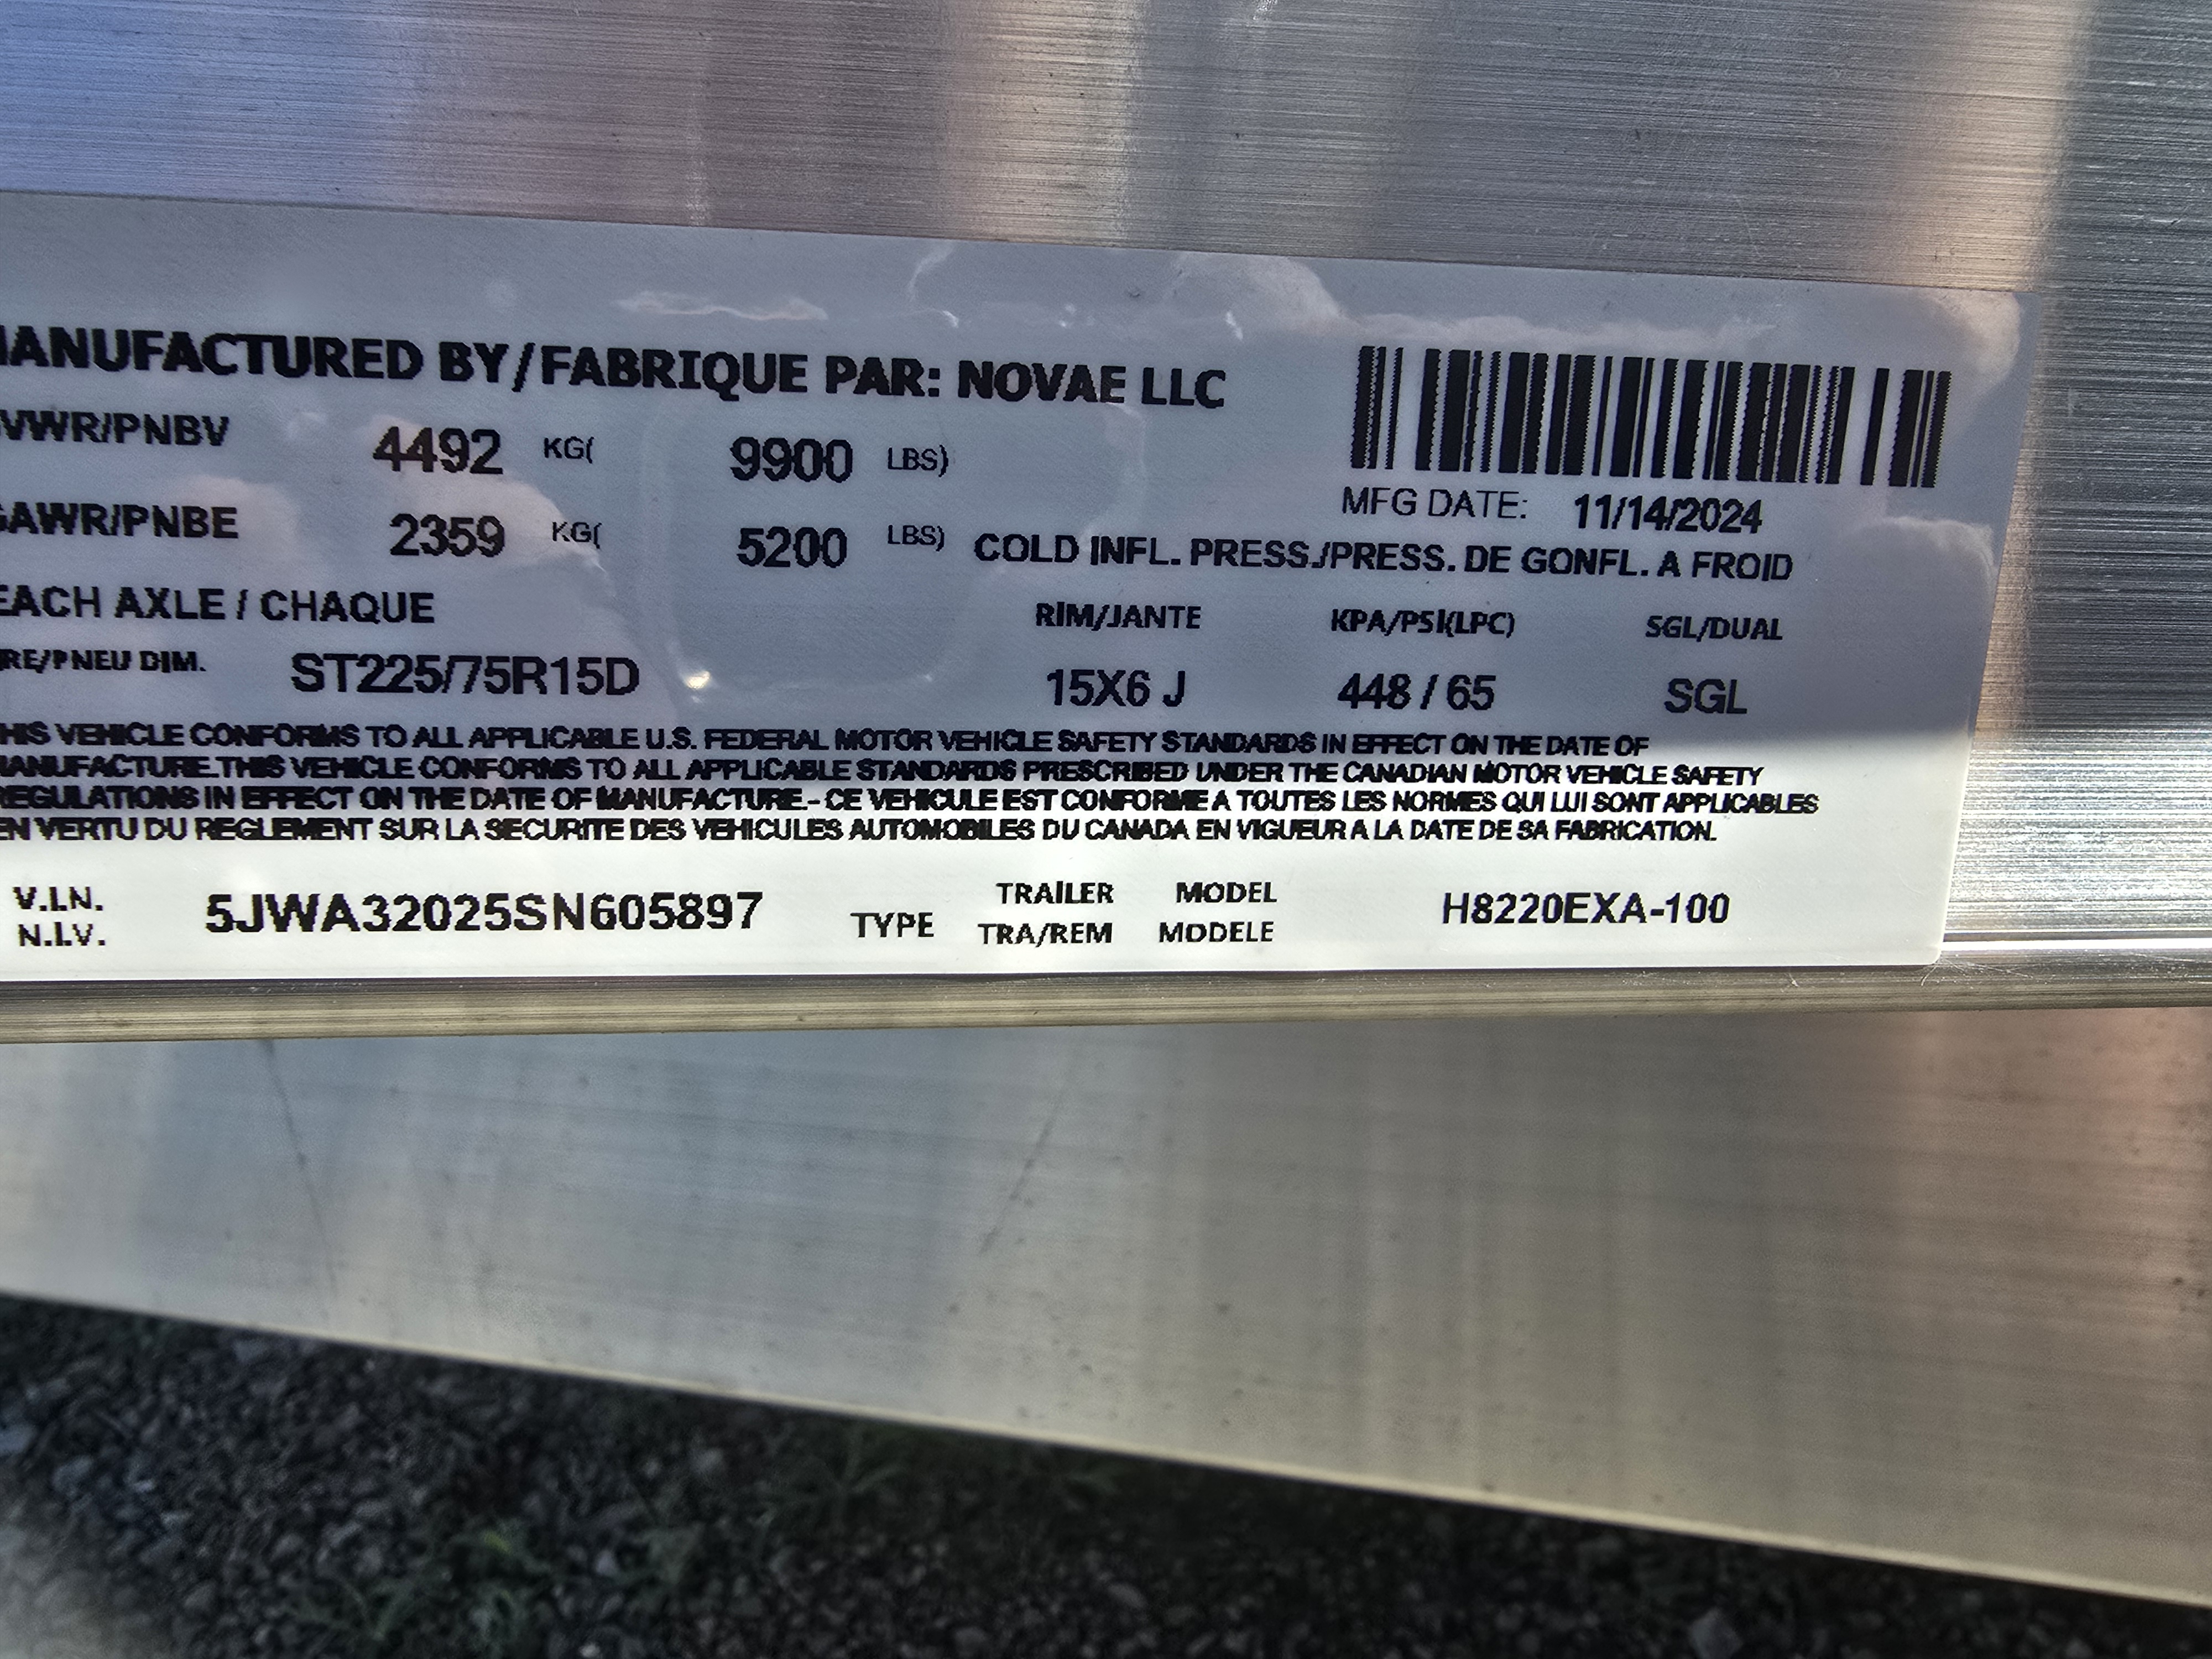 MANUFACTURED BY/FABRIQUE PAR: NOVAE LLC
VWR/PNBV 4492 KG( 9900 LBS)
MFG DATE: 11/14/2024
GAWR/PNBE 2359 KG( 5200 LBS) COLD INFL. PRESS./PRESS. DE GONFL. A FROID
EACH AXLE / CHAQUE RIM/JANTE KPA/PSI(LPC) SGL/DUAL
RE/PNEU DIM. ST225/75R15D 15X6 J 448 / 65 SGL
HIS VEHICLE CONFORMS TO ALL APPLICABLE U.S. FEDERAL MOTOR VEHICLE SAFETY STANDARDS IN EFFECT ON THE DATE OF
MANUFACTURE.THIS VEHICLE CONFORMS TO ALL APPLICABLE STANDARDS PRESCRIBED UNDER THE CANADIAN MOTOR VEHICLE SAFETY
REGULATIONS IN EFFECT ON THE DATE OF MANUFACTURE.- CE VEHICULE EST CONFORME A TOUTES LES NORMES QUI LUI SONT APPLICABLES
EN VERTU DU REGLEMENT SUR LA SECURITE DES VEHICULES AUTOMOBILES DU CANADA EN VIGUEUR A LA DATE DE SA FABRICATION.
V.I.N. 5JWA32025SN605897 TYPE TRAILER MODEL H8220EXA-100
N.I.V. TRA/REM MODELE